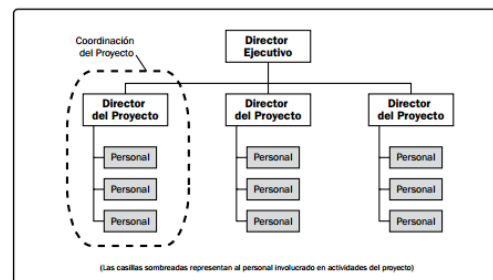 Coordinación
del Proyecto
Director
Ejecutivo
Director
del Proyecto
Director
del Proyecto
Director
del Proyecto
Personal
Personal
Personal
Personal
Personal
Personal
Personal
Personal
Personal
(Las casillas sombreadas representan al personal involucrado en actividades del proyecto)